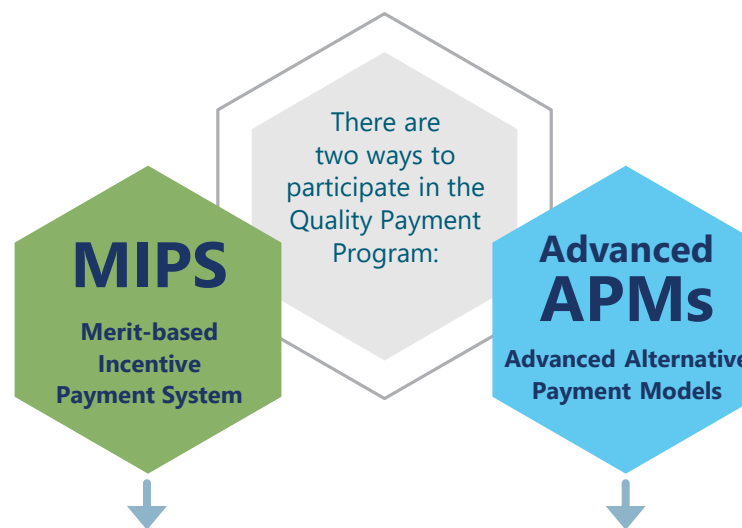 There are
two ways to
participate in the
Quality Payment
Program:
MIPS
Merit-based
Incentive
Payment System
Advanced
APMs
Advanced Alternative
Payment Models